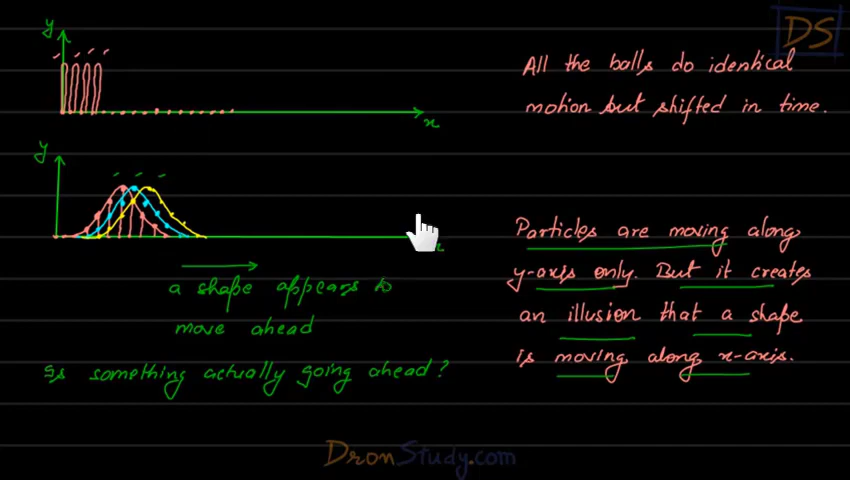 DS
y
x
All the balls do identical
motion but shifted in time.
y
x
a shape appears to
move ahead
Is something actually going ahead?
Particles are moving along
y-axis only. But it creates
an illusion that a shape
is moving along x-axis.
DronStudy.com